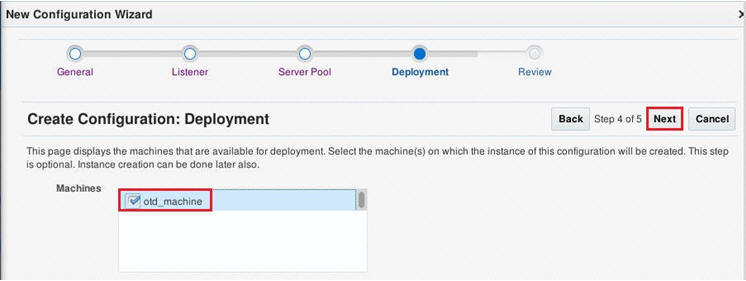 New Configuration Wizard
General
Listener
Server Pool
Deployment
Review
Create Configuration: Deployment
Back Step 4 of 5 Next Cancel
This page displays the machines that are available for deployment. Select the machine(s) on which the instance of this configuration will be created. This step
is optional. Instance creation can be done later also.
Machines
otd_machine